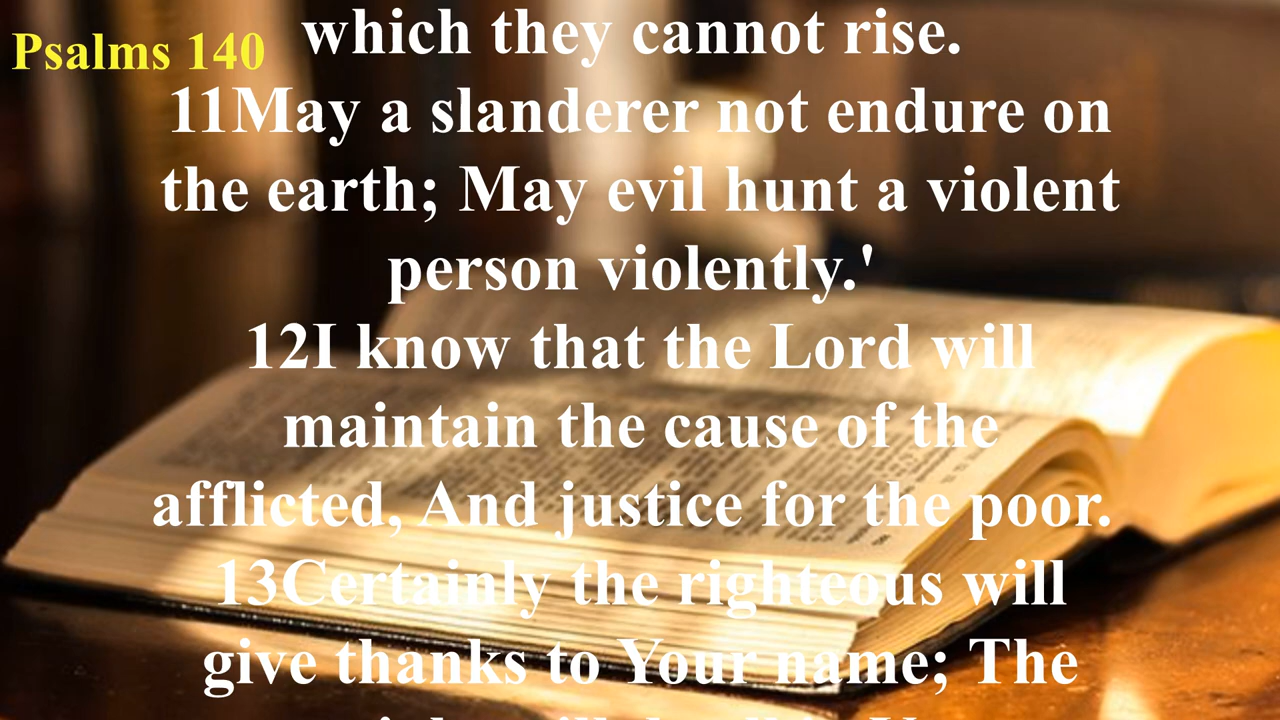 Psalms 140
which they cannot rise.
11May a slanderer not endure on
the earth; May evil hunt a violent
person violently.'
12I know that the Lord will
maintain the cause of the
afflicted, And justice for the poor.
13Certainly the righteous will
give thanks to Your name; The